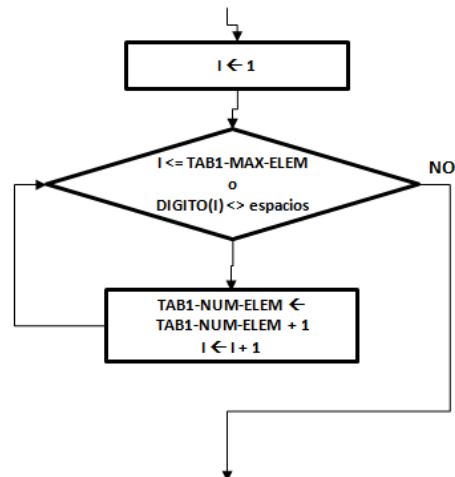 I ← 1
I <= TAB1-MAX-ELEM
o
DIGITO(I) <> espacios
NO
TAB1-NUM-ELEM ←
TAB1-NUM-ELEM + 1
I ← I + 1